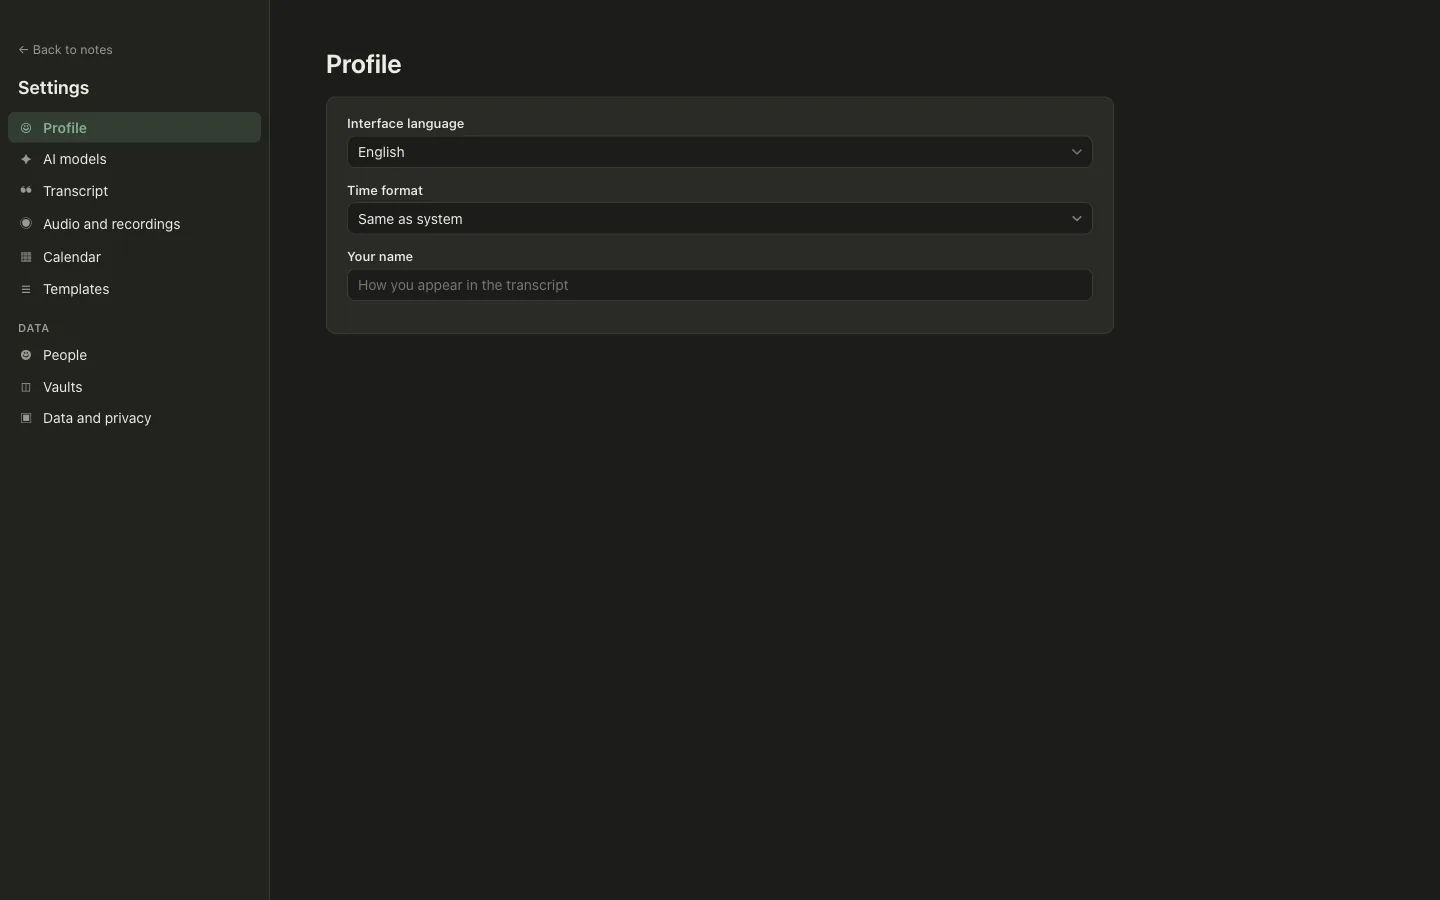 ← Back to notes
Settings
Profile
AI models
Transcript
Audio and recordings
Calendar
Templates
DATA
People
Vaults
Data and privacy
Profile
Interface language
English
Time format
Same as system
Your name
How you appear in the transcript